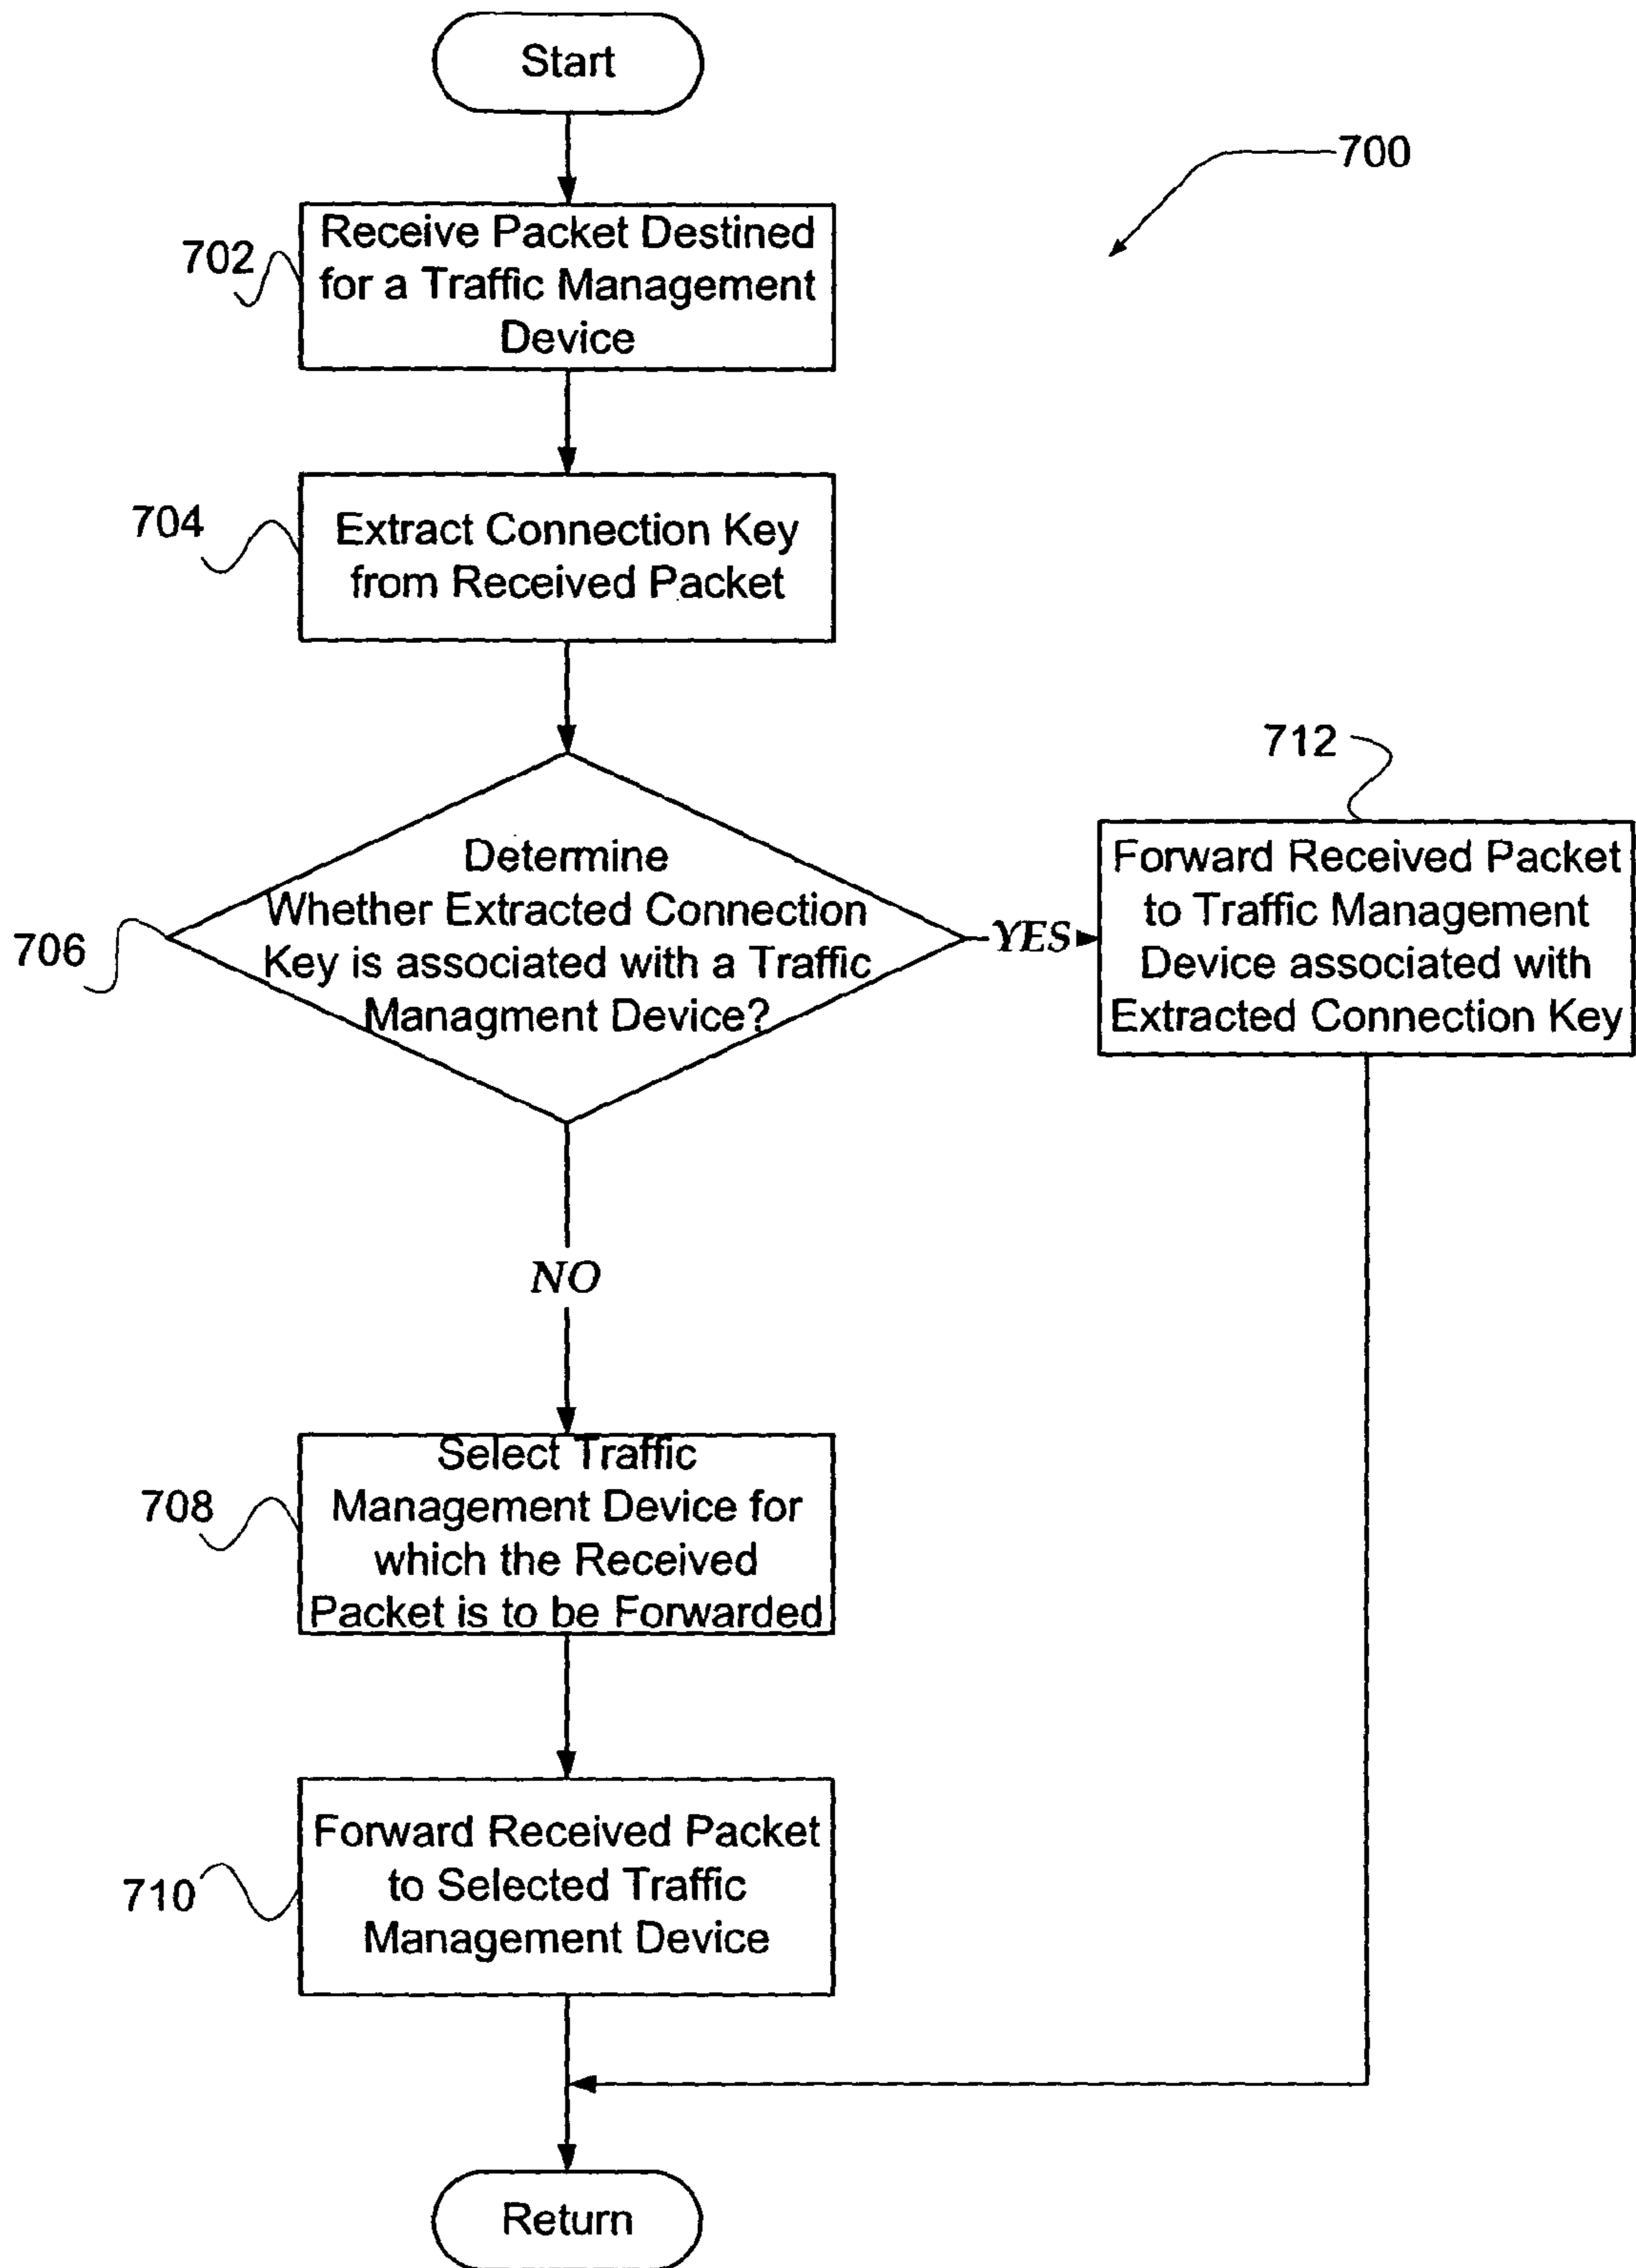 Start
700
702
Receive Packet Destined
for a Traffic Management
Device
704
Extract Connection Key
from Received Packet
706
Determine
Whether Extracted Connection
Key is associated with a Traffic
Managment Device?
YES
712
Forward Received Packet
to Traffic Management
Device associated with
Extracted Connection Key
NO
708
Select Traffic
Management Device for
which the Received
Packet is to be Forwarded
710
Forward Received Packet
to Selected Traffic
Management Device
Return